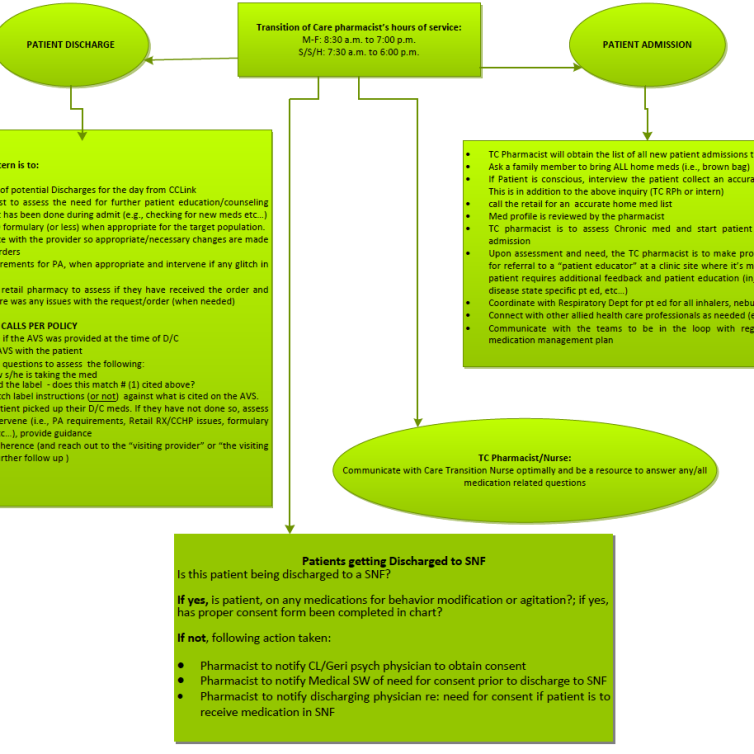 Transition of Care pharmacist's hours of service:
M-F: 8:30 a.m. to 7:00 p.m.
S/S/H: 7:30 a.m. to 6:00 p.m.
PATIENT DISCHARGE
PATIENT ADMISSION
is to:
of potential Discharges for the day from CCLink
to assess the need for further patient education/counseling
has been done during admit (e.g., checking for new meds etc...)
formulary (or less) when appropriate for the target population.
with the provider so appropriate/necessary changes are made
for PA, when appropriate and intervene if any glitch in
retail pharmacy to assess if they have received the order and
was any issues with the request/order (when needed)
CALLS PER POLICY
if the AVS was provided at the time of D/C
AVS with the patient
questions to assess the following:
s/he is taking the med
the label - does this match # (1) cited above?
label instructions (or not) against what is cited on the AVS.
picked up their D/C meds. If they have not done so, assess
(i.e., PA requirements, Retail RX/CCHP issues, formulary
provide guidance
(and reach out to the "visiting provider" or "the visiting
follow up )
• TC Pharmacist will obtain the list of all new patient admissions
• Ask a family member to bring ALL home meds (i.e., brown bag)
• If Patient is conscious, interview the patient collect an
This is in addition to the above inquiry (TC RPh or intern)
• call the retail for an accurate home med list
• Med profile is reviewed by the pharmacist
• TC pharmacist is to assess Chronic med and start patient
admission
• Upon assessment and need, the TC pharmacist is to make
for referral to a "patient educator" at a clinic site where it's
patient requires additional feedback and patient education
disease state specific pt ed, etc...)
• Coordinate with Respiratory Dept for pt ed for all inhalers,
• Connect with other allied health care professionals as needed
• Communicate with the teams to be in the loop with
medication management plan
TC Pharmacist/Nurse:
Communicate with Care Transition Nurse optimally and be a resource to answer any/all
medication related questions
Patients getting Discharged to SNF
Is this patient being discharged to a SNF?
If yes, is patient, on any medications for behavior modification or agitation?; if yes,
has proper consent form been completed in chart?
If not, following action taken:
• Pharmacist to notify CL/Geri psych physician to obtain consent
• Pharmacist to notify Medical SW of need for consent prior to discharge to SNF
• Pharmacist to notify discharging physician re: need for consent if patient is to
receive medication in SNF